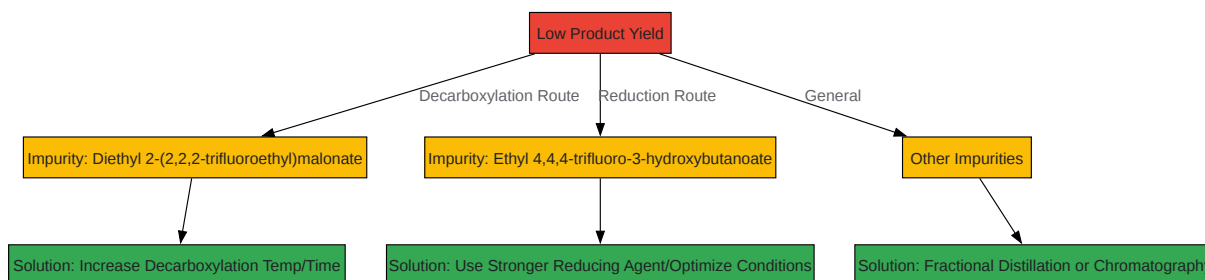 Low Product Yield
Decarboxylation Route
Reduction Route
General
Impurity: Diethyl 2-(2,2,2-trifluoroethyl)malonate
Impurity: Ethyl 4,4,4-trifluoro-3-hydroxybutanoate
Other Impurities
Solution: Increase Decarboxylation Temp/Time
Solution: Use Stronger Reducing Agent/Optimize Conditions
Solution: Fractional Distillation or Chromatography